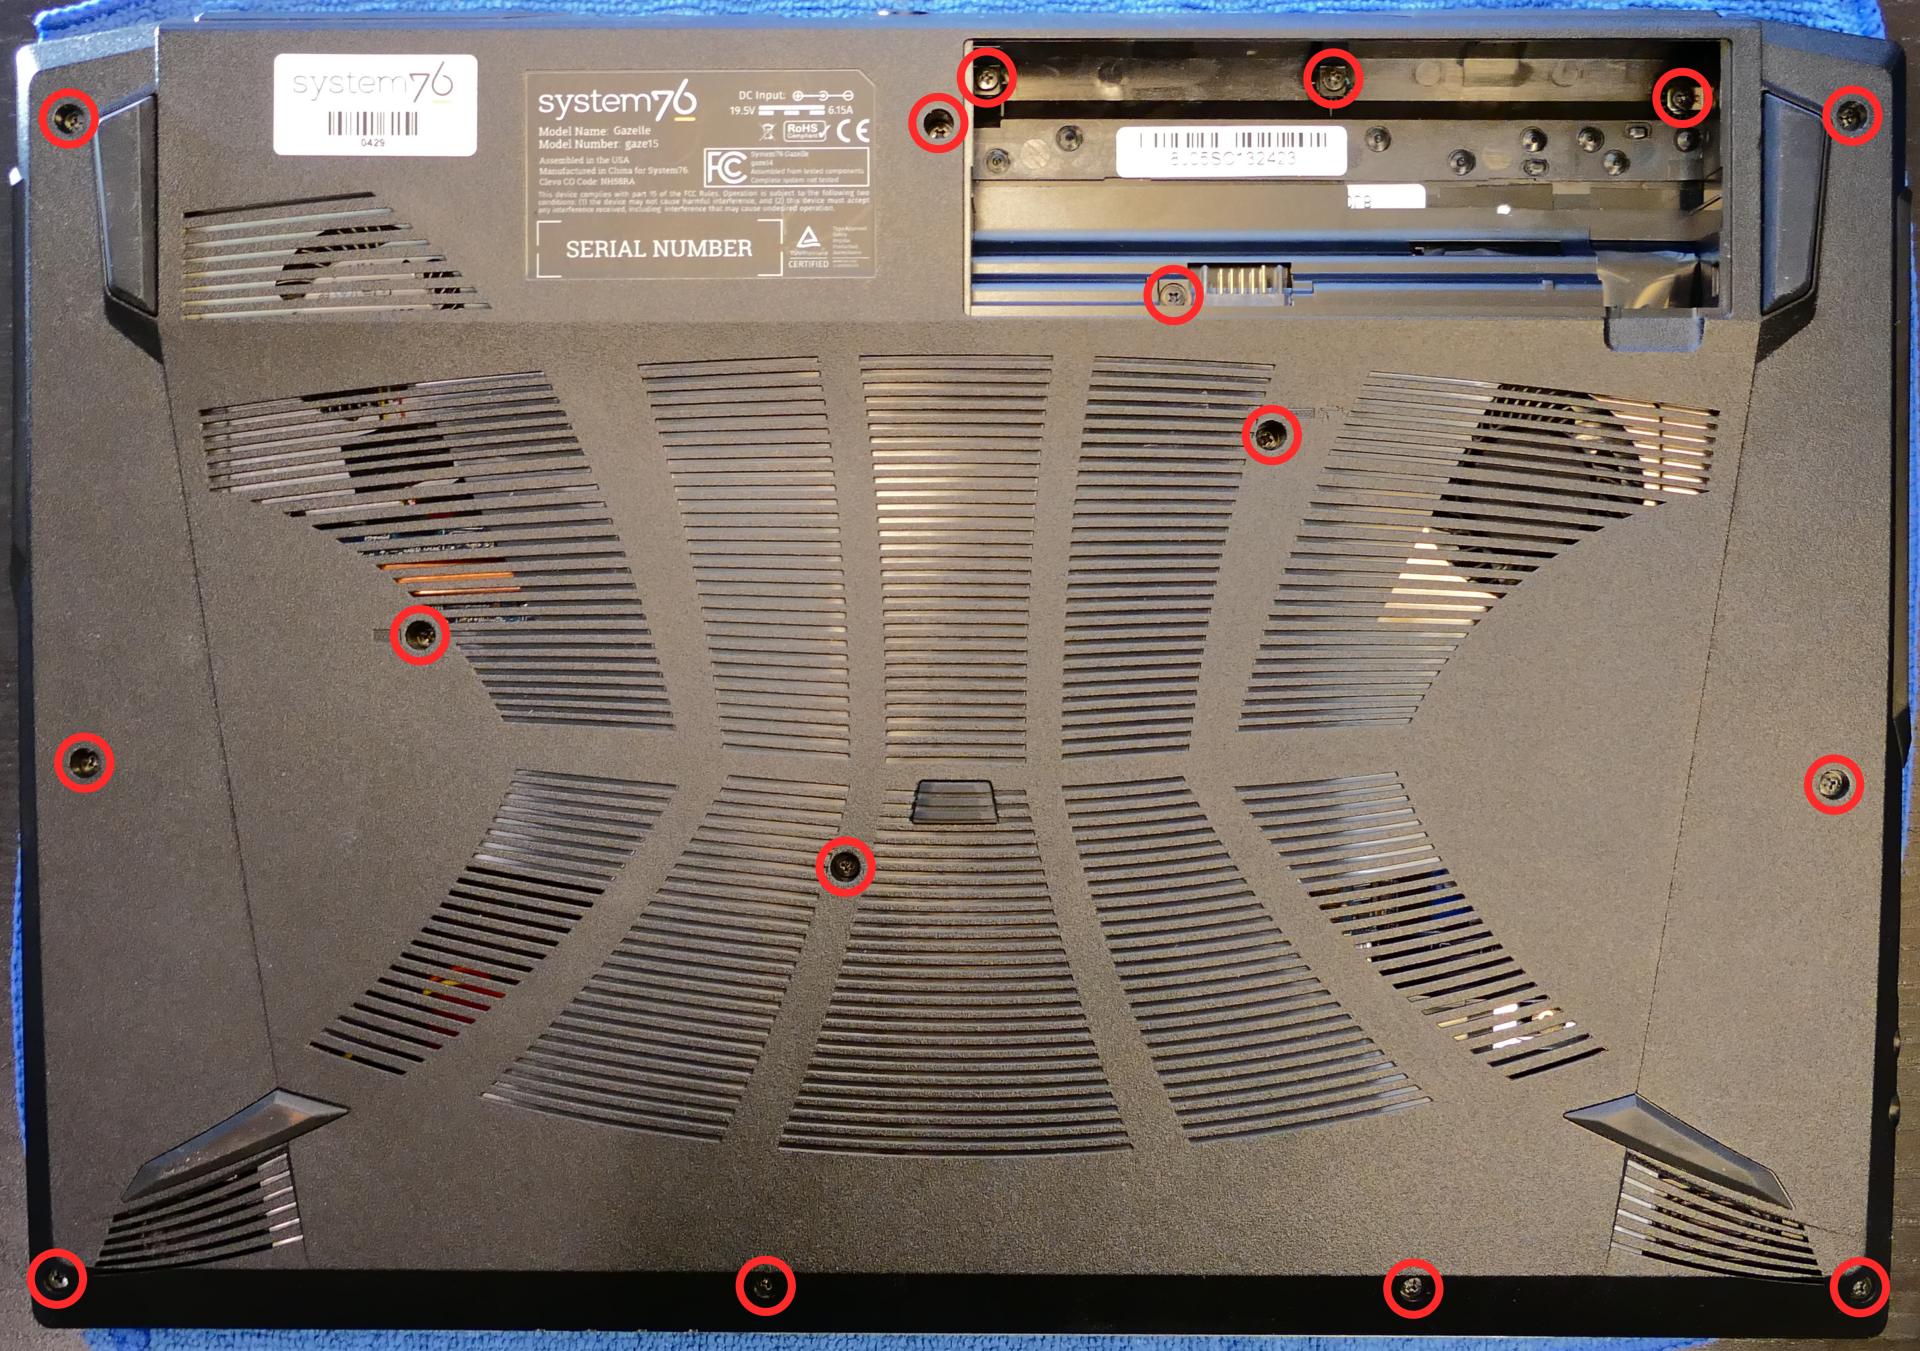 system76
0429
system76
DC Input:
19.5V 6.15A
Model Name: Gazelle
Model Number: gaze15
RoHS
Compliant
CE
Assembled in the USA
Manufactured in China for System76
Clevo CO Code: NH58RA
FC
System76 Gazelle
Assembled from tested components
Complete system not tested
This device complies with part 15 of the FCC Rules. Operation is subject to the following two
conditions: (1) the device may not cause harmful interference, and (2) this device must accept
any interference received, including interference that may cause undesired operation.
SERIAL NUMBER
CERTIFIED